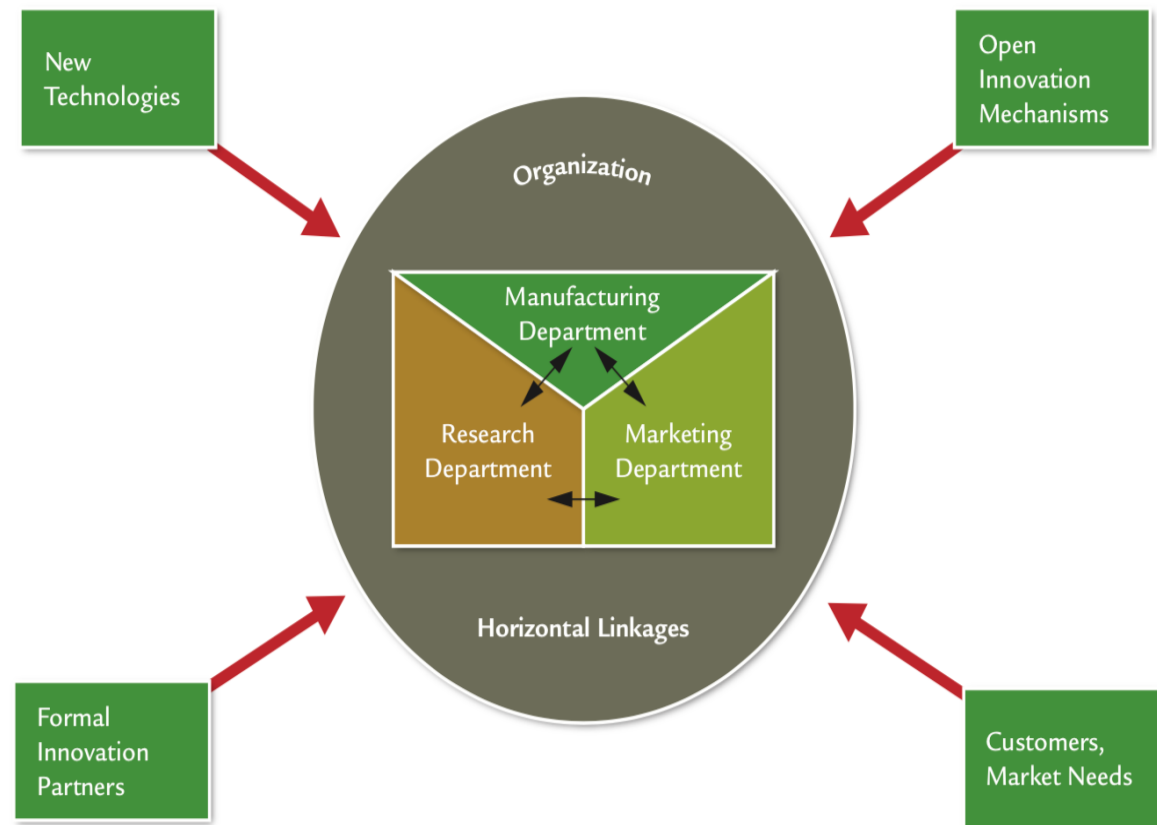 New
Technologies
Open
Innovation
Mechanisms
Organization
Manufacturing
Department
Research
Department
Marketing
Department
Horizontal Linkages
Formal
Innovation
Partners
Customers,
Market Needs